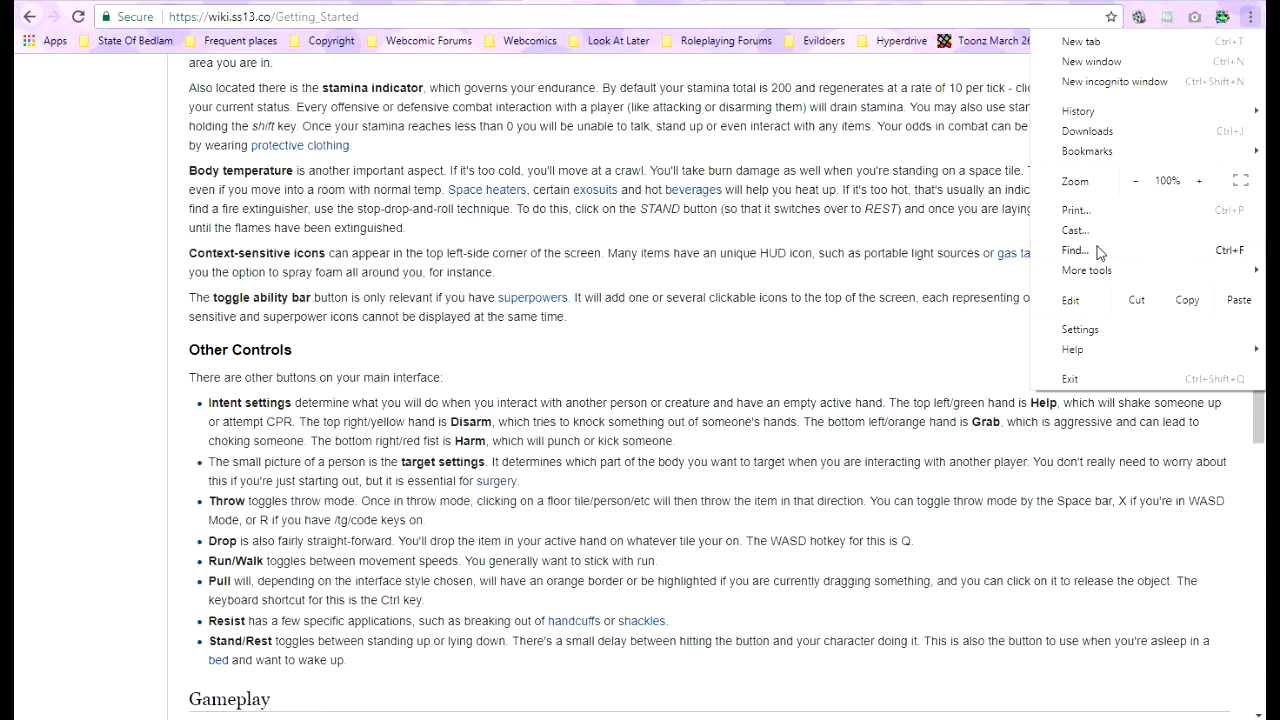 Secure https://wiki.ss13.co/Getting_Started
Apps State Of Bedlam Frequent places Copyright Webcomic Forums Webcomics Look At Later Roleplaying Forums Evildoers Hyperdrive Toonz March 26
New tab Ctrl+T
New window Ctrl+N
New incognito window Ctrl+Shift+N
History
Downloads Ctrl+J
Bookmarks
Zoom − 100% +
Print... Ctrl+P
Cast...
Find... Ctrl+F
More tools
Edit Cut Copy Paste
Settings
Help
Exit Ctrl+Shift+Q
area you are in.
Also located there is the stamina indicator, which governs your endurance. By default your stamina total is 200 and regenerates at a rate of 10 per tick - clic
your current status. Every offensive or defensive combat interaction with a player (like attacking or disarming them) will drain stamina. You may also use stam
holding the shift key. Once your stamina reaches less than 0 you will be unable to talk, stand up or even interact with any items. Your odds in combat can be
by wearing protective clothing.
Body temperature is another important aspect. If it's too cold, you'll move at a crawl. You'll take burn damage as well when you're standing on a space tile. T
even if you move into a room with normal temp. Space heaters, certain exosuits and hot beverages will help you heat up. If it's too hot, that's usually an indic
find a fire extinguisher, use the stop-drop-and-roll technique. To do this, click on the STAND button (so that it switches over to REST) and once you are laying
until the flames have been extinguished.
Context-sensitive icons can appear in the top left-side corner of the screen. Many items have an unique HUD icon, such as portable light sources or gas ta
you the option to spray foam all around you, for instance.
The toggle ability bar button is only relevant if you have superpowers. It will add one or several clickable icons to the top of the screen, each representing o
sensitive and superpower icons cannot be displayed at the same time.
Other Controls
There are other buttons on your main interface:
Intent settings determine what you will do when you interact with another person or creature and have an empty active hand. The top left/green hand is Help, which will shake someone up
or attempt CPR. The top right/yellow hand is Disarm, which tries to knock something out of someone's hands. The bottom left/orange hand is Grab, which is aggressive and can lead to
choking someone. The bottom right/red fist is Harm, which will punch or kick someone.
The small picture of a person is the target settings. It determines which part of the body you want to target when you are interacting with another player. You don't really need to worry about
this if you're just starting out, but it is essential for surgery.
Throw toggles throw mode. Once in throw mode, clicking on a floor tile/person/etc will then throw the item in that direction. You can toggle throw mode by the Space bar, X if you're in WASD
Mode, or R if you have /tg/code keys on.
Drop is also fairly straight-forward. You'll drop the item in your active hand on whatever tile your on. The WASD hotkey for this is Q.
Run/Walk toggles between movement speeds. You generally want to stick with run.
Pull will, depending on the interface style chosen, will have an orange border or be highlighted if you are currently dragging something, and you can click on it to release the object. The
keyboard shortcut for this is the Ctrl key.
Resist has a few specific applications, such as breaking out of handcuffs or shackles.
Stand/Rest toggles between standing up or lying down. There's a small delay between hitting the button and your character doing it. This is also the button to use when you're asleep in a
bed and want to wake up.
Gameplay